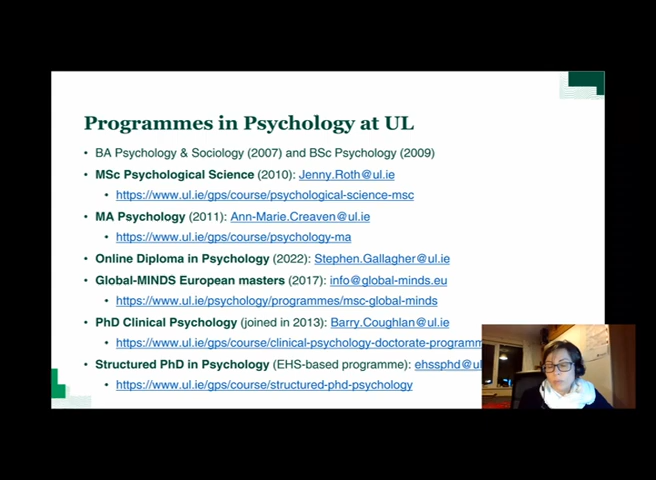 Programmes in Psychology at UL
• BA Psychology & Sociology (2007) and BSc Psychology (2009)
• MSc Psychological Science (2010): Jenny.Roth@ul.ie
• https://www.ul.ie/gps/course/psychological-science-msc
• MA Psychology (2011): Ann-Marie.Creaven@ul.ie
• https://www.ul.ie/gps/course/psychology-ma
• Online Diploma in Psychology (2022): Stephen.Gallagher@ul.ie
• Global-MINDS European masters (2017): info@global-minds.eu
• https://www.ul.ie/psychology/programmes/msc-global-minds
• PhD Clinical Psychology (joined in 2013): Barry.Coughlan@ul.ie
• https://www.ul.ie/gps/course/clinical-psychology-doctorate-programm
• Structured PhD in Psychology (EHS-based programme): ehssphd@ul
• https://www.ul.ie/gps/course/structured-phd-psychology